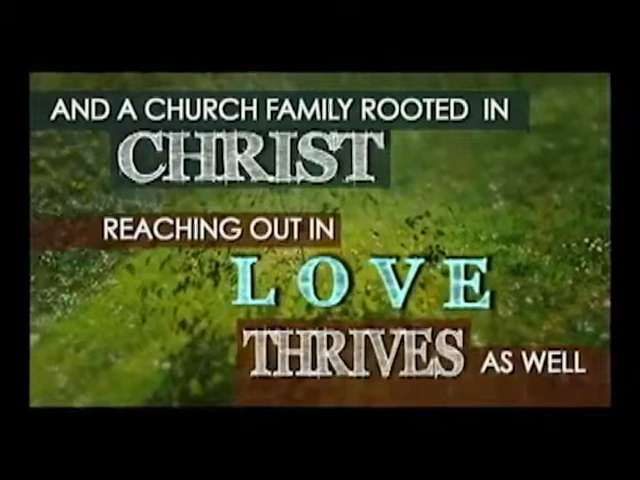 AND A CHURCH FAMILY ROOTED IN
CHRIST
REACHING OUT IN
LOVE
THRIVES AS WELL